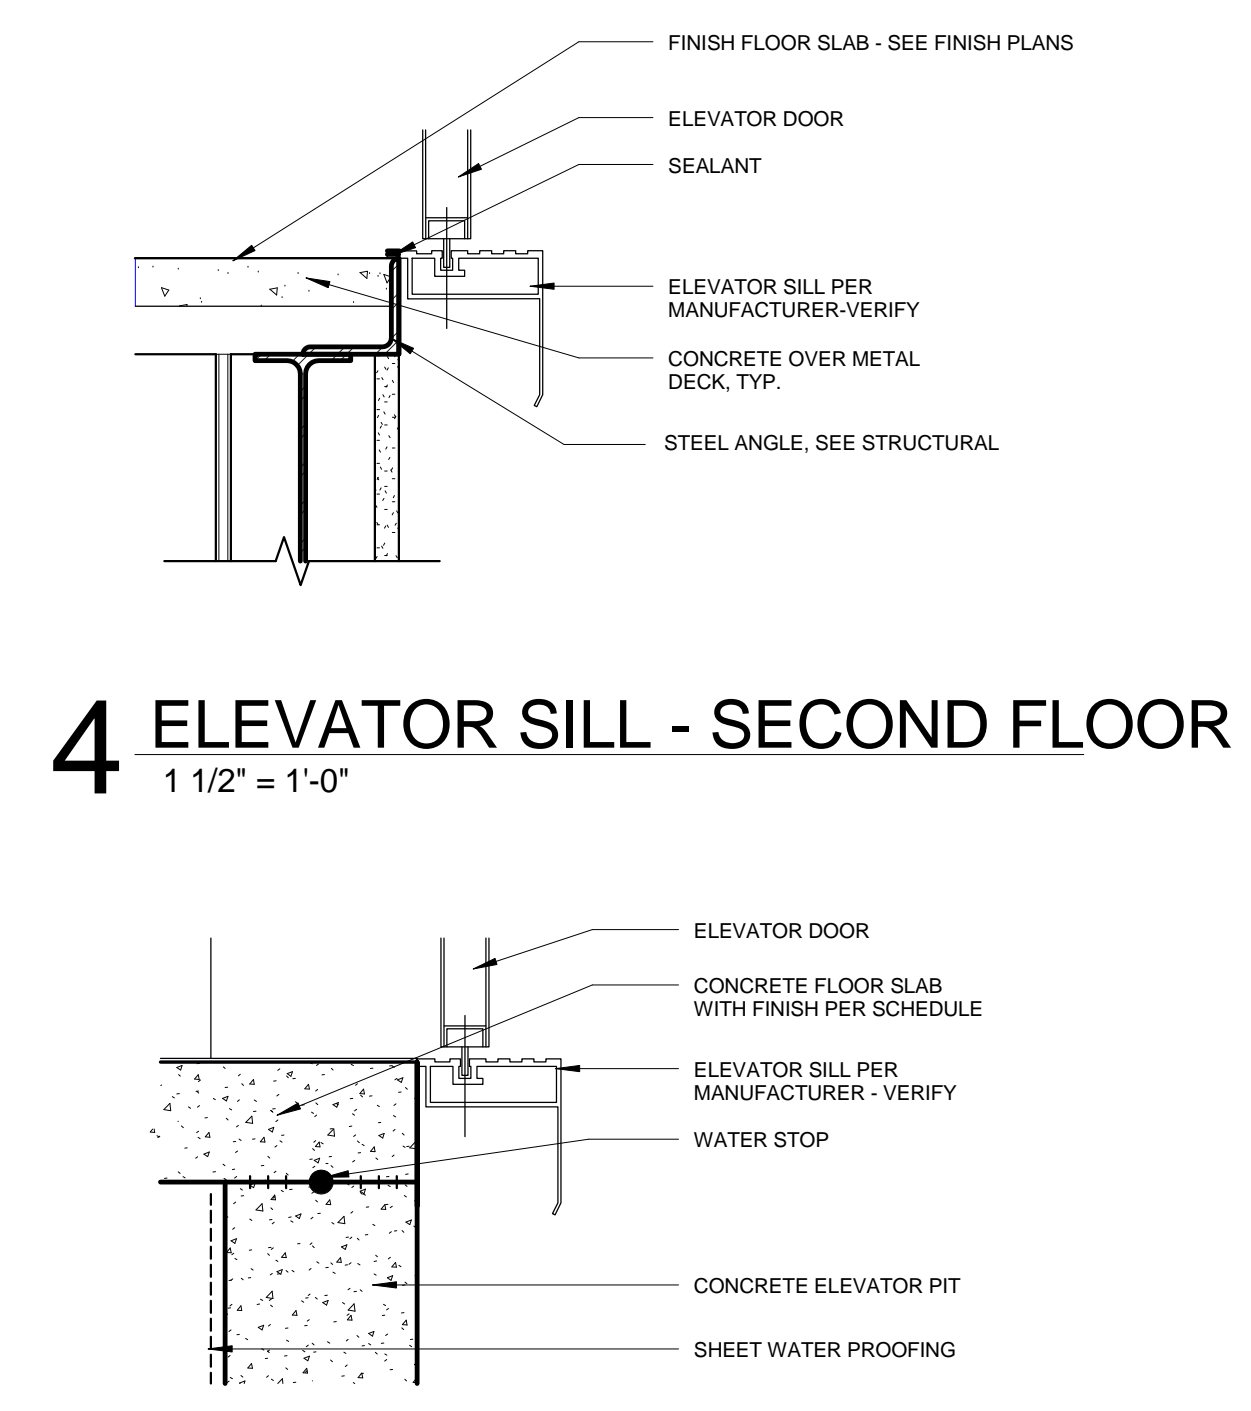 FINISH FLOOR SLAB - SEE FINISH PLANS
ELEVATOR DOOR
SEALANT
ELEVATOR SILL PER
MANUFACTURER-VERIFY
CONCRETE OVER METAL
DECK, TYP.
STEEL ANGLE, SEE STRUCTURAL
4 ELEVATOR SILL - SECOND FLOOR
1 1/2" = 1'-0"
ELEVATOR DOOR
CONCRETE FLOOR SLAB
WITH FINISH PER SCHEDULE
ELEVATOR SILL PER
MANUFACTURER - VERIFY
WATER STOP
CONCRETE ELEVATOR PIT
SHEET WATER PROOFING